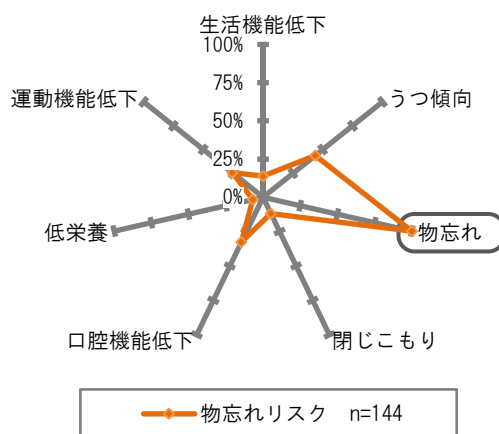 生活機能低下
100%
75%
50%
25%
0%
うつ傾向
物忘れ
閉じこもり
口腔機能低下
低栄養
運動機能低下
物忘れリスク n=144